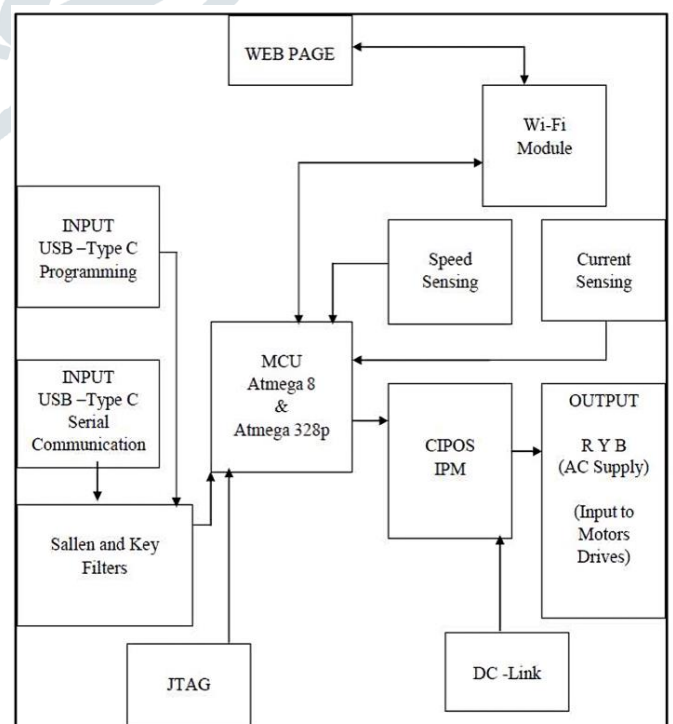 WEB PAGE
Wi-Fi
Module
INPUT
USB –Type C
Programming
Speed
Sensing
Current
Sensing
MCU
Atmega 8
&
Atmega 328p
INPUT
USB –Type C
Serial
Communication
CIPOS
IPM
OUTPUT
R Y B
(AC Supply)
(Input to
Motors
Drives)
Sallen and Key
Filters
JTAG
DC -Link